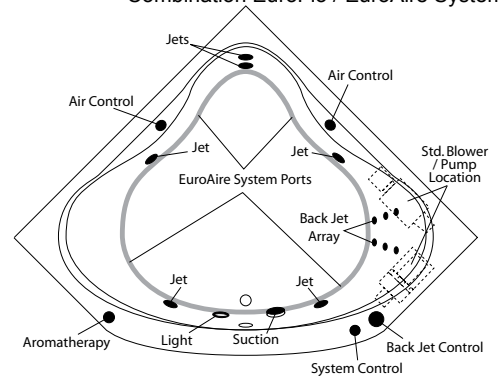 Combination EuroFlo / EuroAire System
Jets
Air Control
Air Control
Jet
Jet
Std. Blower
/ Pump
Location
EuroAire System Ports
Back Jet
Array
Jet
Jet
Aromatherapy
Light
Suction
Back Jet Control
System Control